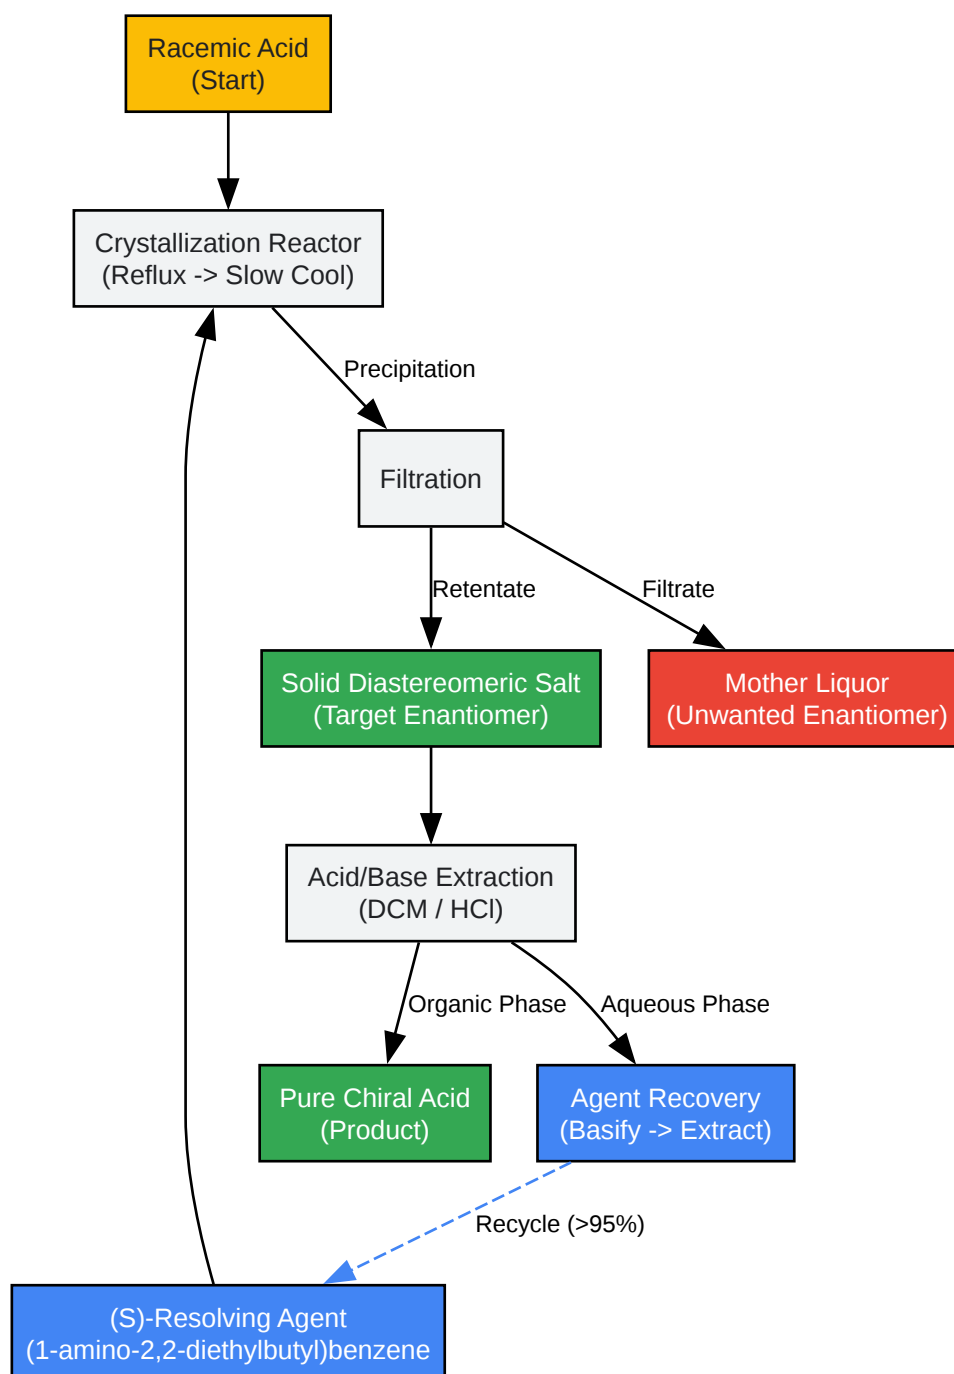 Racemic Acid
(Start)
Crystallization Reactor
(Reflux -> Slow Cool)
Precipitation
Filtration
Retentate
Filtrate
Solid Diastereomeric Salt
(Target Enantiomer)
Mother Liquor
(Unwanted Enantiomer)
Acid/Base Extraction
(DCM / HCl)
Organic Phase
Aqueous Phase
Pure Chiral Acid
(Product)
Agent Recovery
(Basify -> Extract)
Recycle (>95%)
(S)-Resolving Agent
(1-amino-2,2-diethylbutyl)benzene